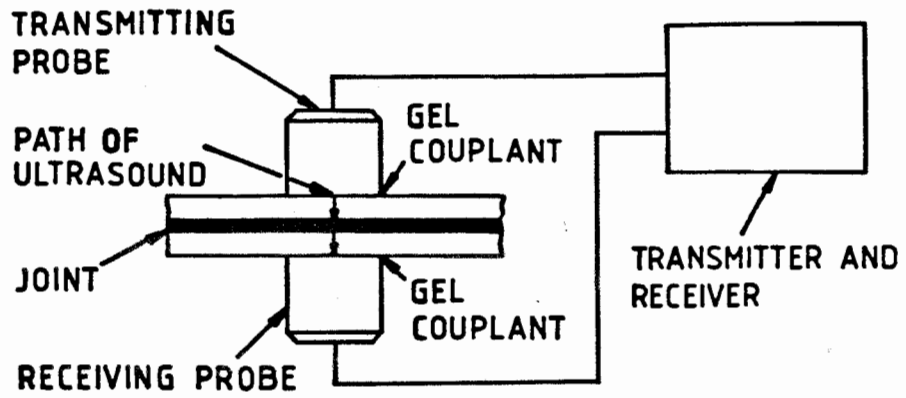 TRANSMITTING
PROBE
PATH OF
ULTRASOUND
GEL
COUPLANT
JOINT
GEL
COUPLANT
RECEIVING PROBE
TRANSMITTER AND
RECEIVER